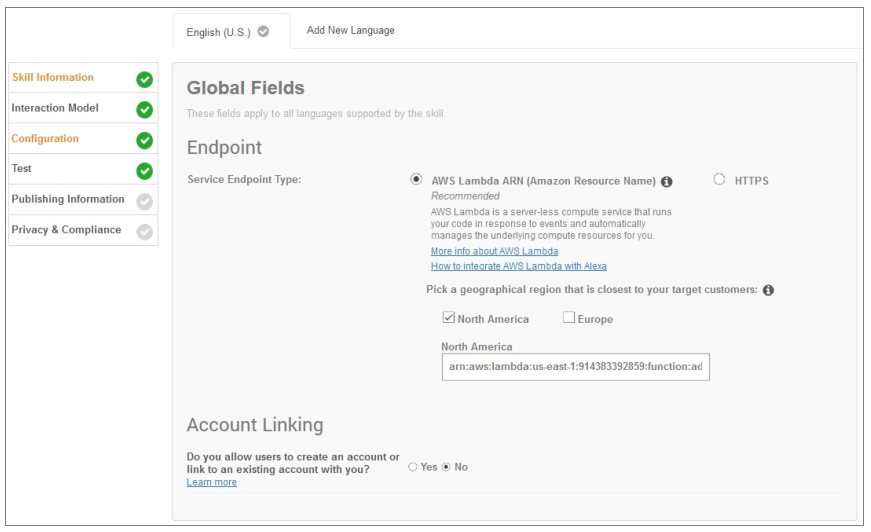 English (U.S.)
Add New Language
Skill Information
Interaction Model
Configuration
Test
Publishing Information
Privacy & Compliance
Global Fields
These fields apply to all languages supported by the skill.
Endpoint
Service Endpoint Type:
AWS Lambda ARN (Amazon Resource Name)
HTTPS
Recommended
AWS Lambda is a server-less compute service that runs
your code in response to events and automatically
manages the underlying compute resources for you.
More info about AWS Lambda
How to integrate AWS Lambda with Alexa
Pick a geographical region that is closest to your target customers:
North America
Europe
North America
arn:aws:lambda:us-east-1:914383392859:function:ad
Account Linking
Do you allow users to create an account or
link to an existing account with you?
Yes
No
Learn more